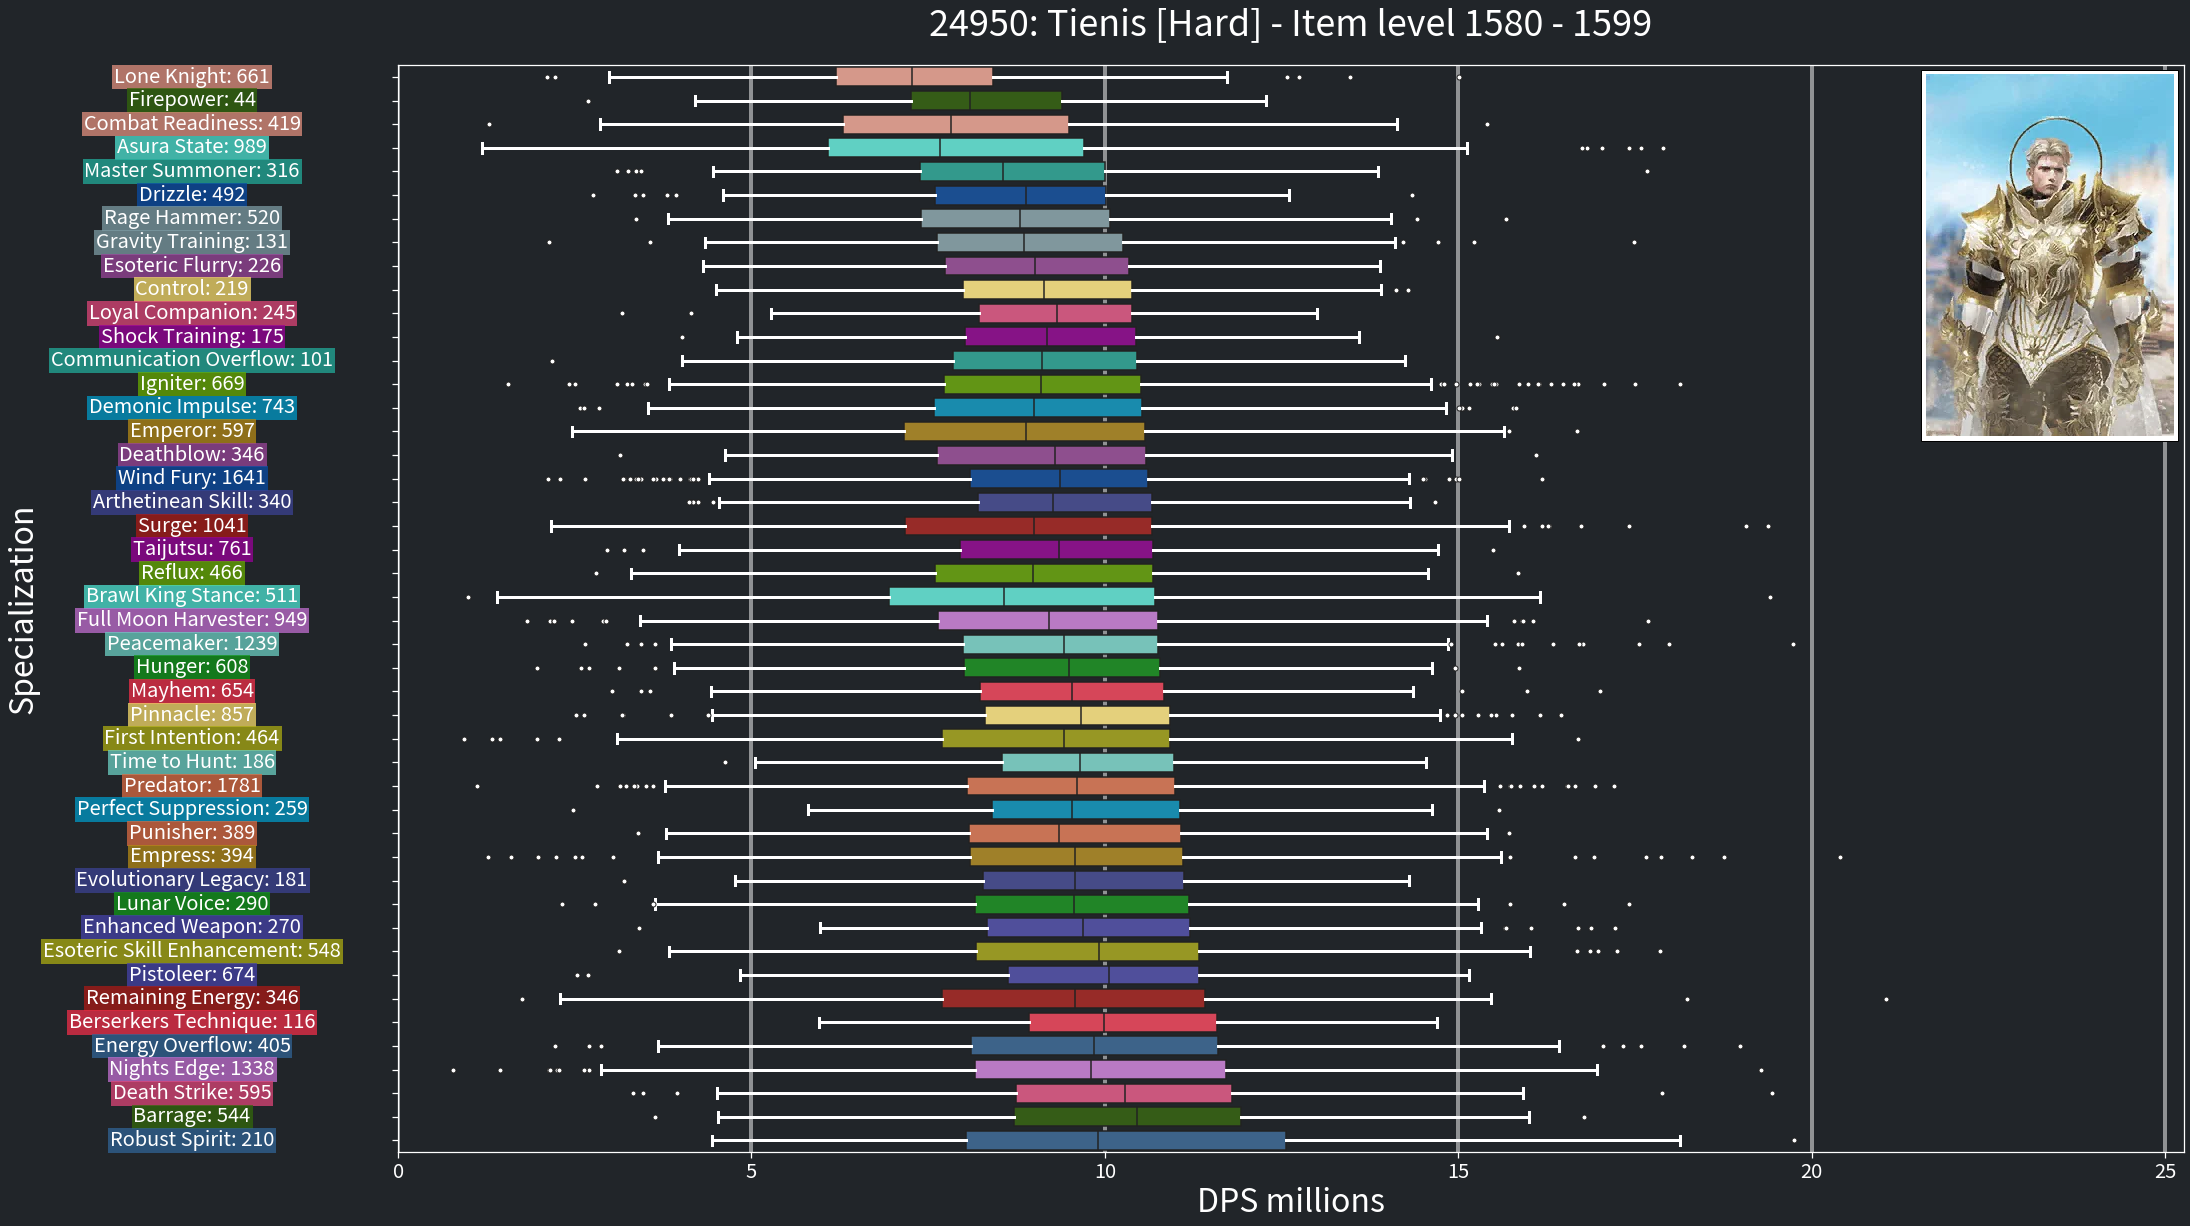 24950: Tienis [Hard] - Item level 1580 - 1599
Lone Knight: 661
Firepower: 44
Combat Readiness: 419
Asura State: 989
Master Summoner: 316
Drizzle: 492
Rage Hammer: 520
Gravity Training: 131
Esoteric Flurry: 226
Control: 219
Loyal Companion: 245
Shock Training: 175
Communication Overflow: 101
Igniter: 669
Demonic Impulse: 743
Emperor: 597
Deathblow: 346
Wind Fury: 1641
Arthetinean Skill: 340
Surge: 1041
Taijutsu: 761
Reflux: 466
Brawl King Stance: 511
Full Moon Harvester: 949
Peacemaker: 1239
Hunger: 608
Mayhem: 654
Pinnacle: 857
First Intention: 464
Time to Hunt: 186
Predator: 1781
Perfect Suppression: 259
Punisher: 389
Empress: 394
Evolutionary Legacy: 181
Lunar Voice: 290
Enhanced Weapon: 270
Esoteric Skill Enhancement: 548
Pistoleer: 674
Remaining Energy: 346
Berserkers Technique: 116
Energy Overflow: 405
Nights Edge: 1338
Death Strike: 595
Barrage: 544
Robust Spirit: 210
Specialization
0 5 10 15 20 25
DPS millions